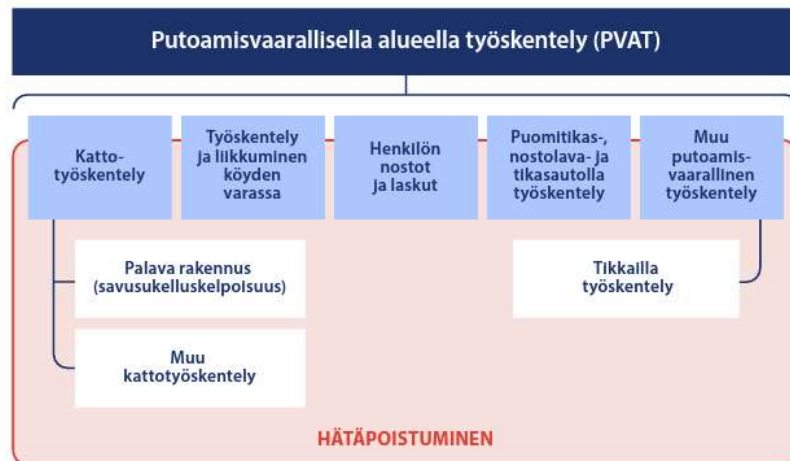 Putoamisvaarallisella alueella työskentely (PVAT)
Katto-
työskentely
Työskentely
ja liikkuminen
köyden
varassa
Henkilön
nostot
ja laskut
Puomitikas-,
nostolava- ja
tikasautolla
työskentely
Muu
putoamis-
vaarallinen
työskentely
Palava rakennus
(savusukelluskelpoisuus)
Tikkailla
työskentely
Muu
kattotyöskentely
HÄTÄPOISTUMINEN